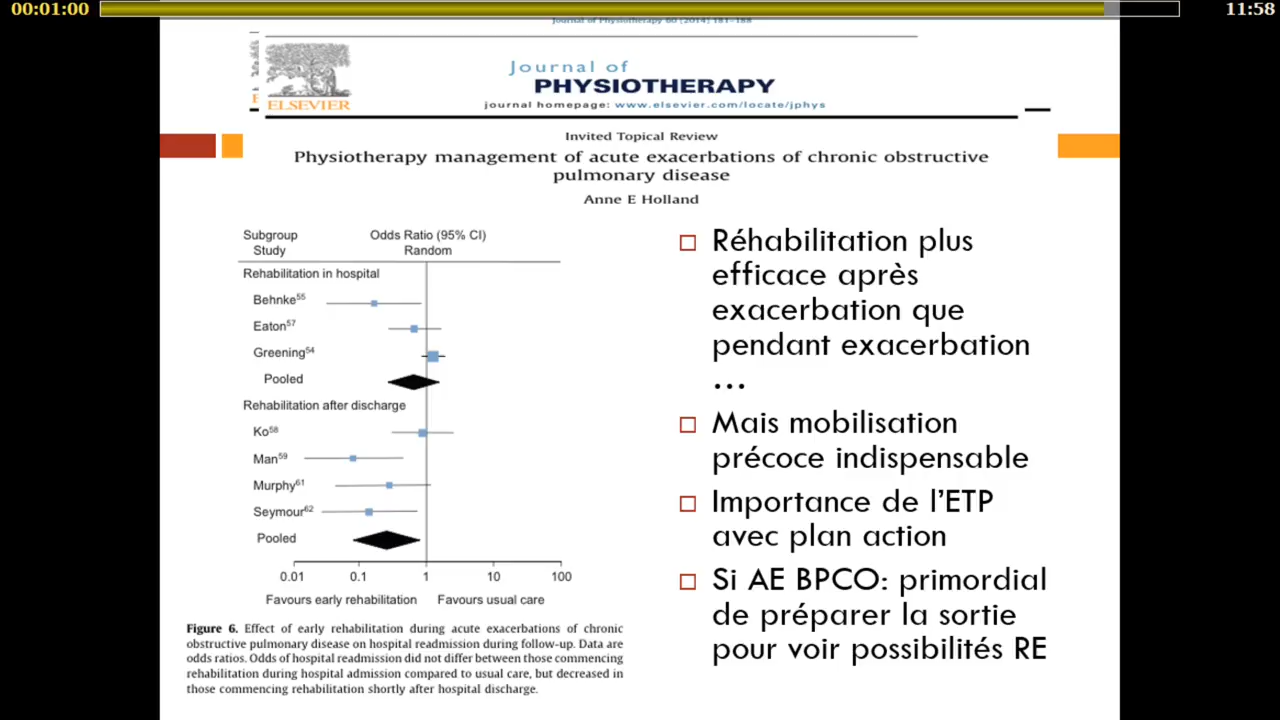 00:01:00
11:58
Journal of Physiotherapy 60 (2014) 181–188
ELSEVIER
Journal of
PHYSIOTHERAPY
journal homepage: www.elsevier.com/locate/jphys
Invited Topical Review
Physiotherapy management of acute exacerbations of chronic obstructive
pulmonary disease
Anne E Holland
Subgroup Odds Ratio (95% CI)
Study Random
Rehabilitation in hospital
Behnke55
Eaton57
Greening54
Pooled
Rehabilitation after discharge
Ko58
Man59
Murphy61
Seymour62
Pooled
0.01 0.1 1 10 100
Favours early rehabilitation Favours usual care
Figure 6. Effect of early rehabilitation during acute exacerbations of chronic
obstructive pulmonary disease on hospital readmission during follow-up. Data are
odds ratios. Odds of hospital readmission did not differ between those commencing
rehabilitation during hospital admission compared to usual care, but decreased in
those commencing rehabilitation shortly after hospital discharge.
Réhabilitation plus
efficace après
exacerbation que
pendant exacerbation
...
Mais mobilisation
précoce indispensable
Importance de l'ETP
avec plan action
Si AE BPCO: primordial
de préparer la sortie
pour voir possibilités RE